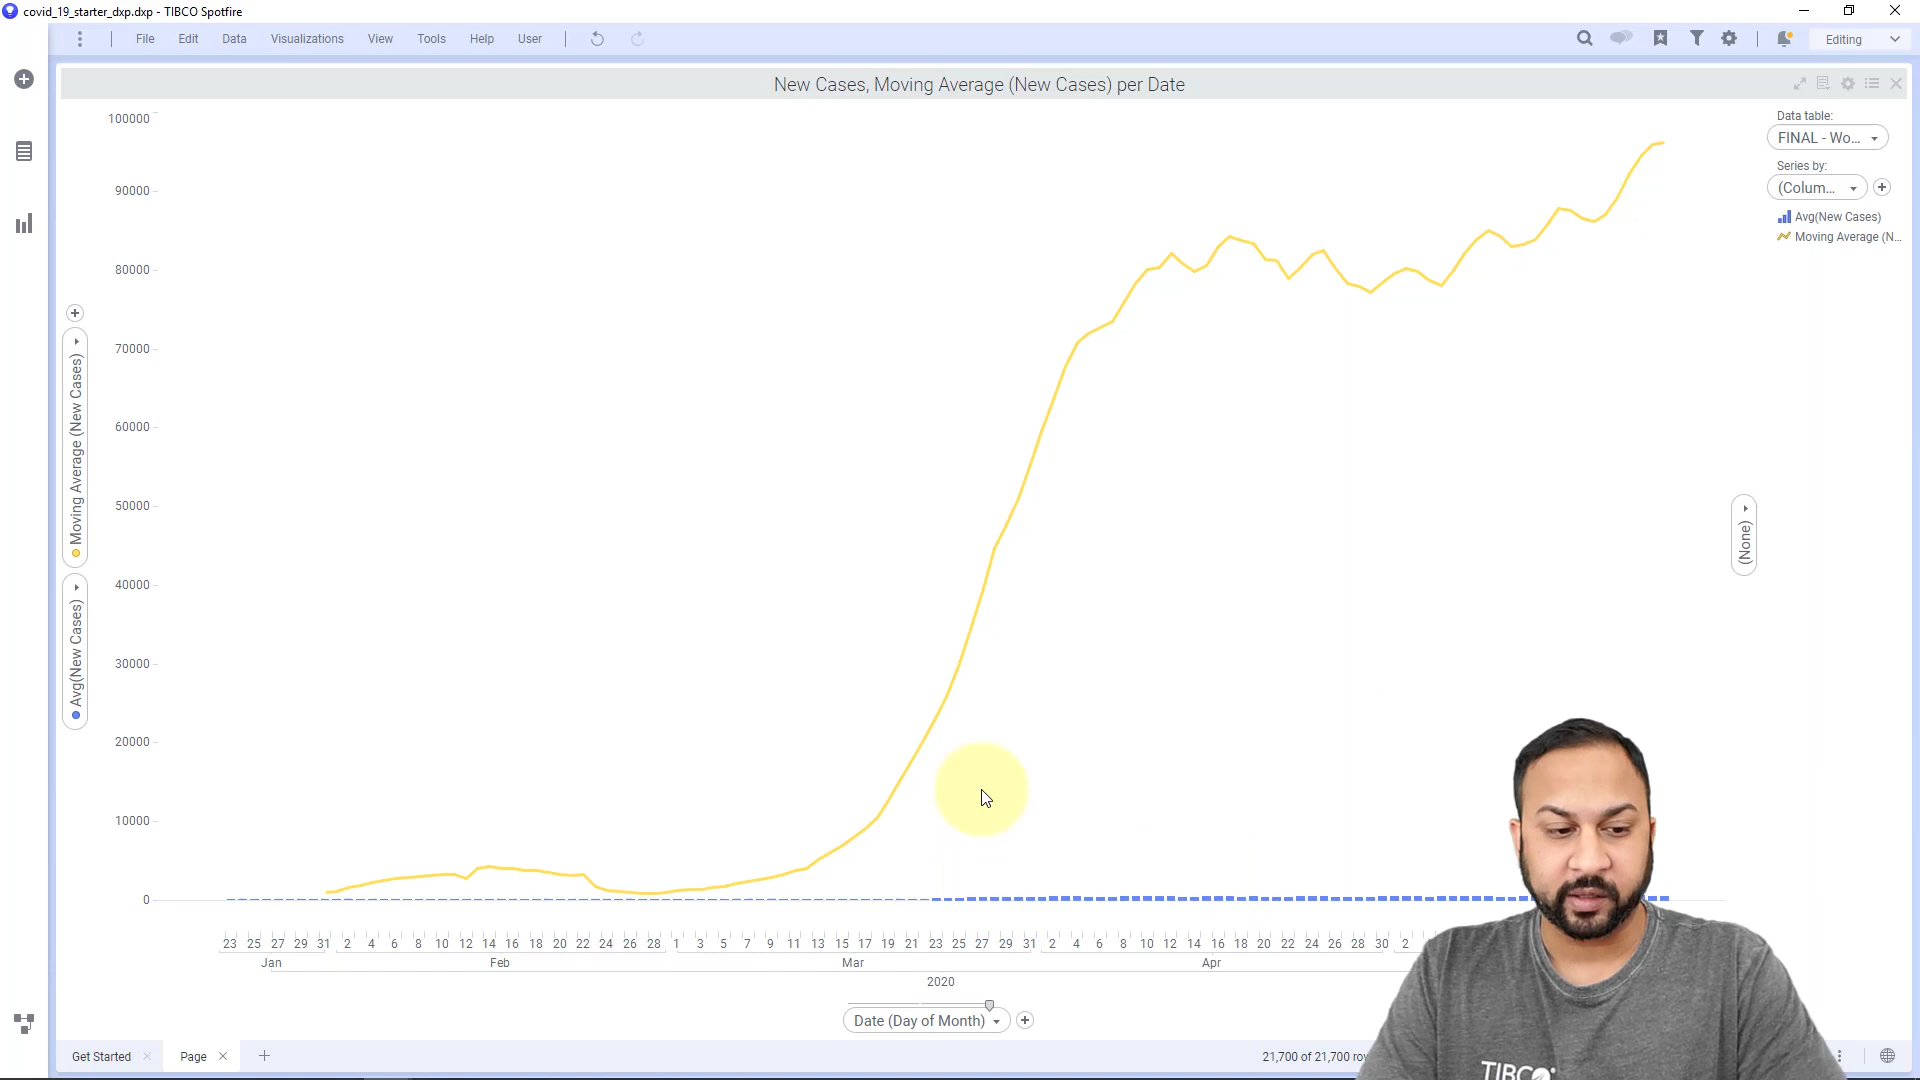 covid_19_starter_dxp.dxp - TIBCO Spotfire
File Edit Data Visualizations View Tools Help User
Editing
New Cases, Moving Average (New Cases) per Date
Data table:
FINAL - Wo...
Series by:
(Colum...
Avg(New Cases)
Moving Average (N...
100000
90000
80000
70000
60000
50000
40000
30000
20000
10000
0
Moving Average (New Cases)
Avg(New Cases)
(None)
23 25 27 29 31 2 4 6 8 10 12 14 16 18 20 22 24 26 28 1 3 5 7 9 11 13 15 17 19 21 23 25 27 29 31 2 4 6 8 10 12 14 16 18 20 22 24 26 28 30 2
Jan Feb Mar Apr
2020
Date (Day of Month)
Get Started Page
21,700 of 21,700
TIBCO